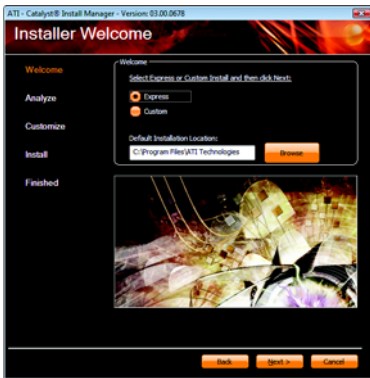 ATI - Catalyst® Install Manager - Version: 03.00.0678
Installer Welcome
Welcome
Analyze
Customize
Install
Finished
Welcome
Select Express or Custom Install and then click Next:
Express
Custom
Default Installation Location:
C:\Program Files\ATI Technologies
Browse
Back
Next >
Cancel